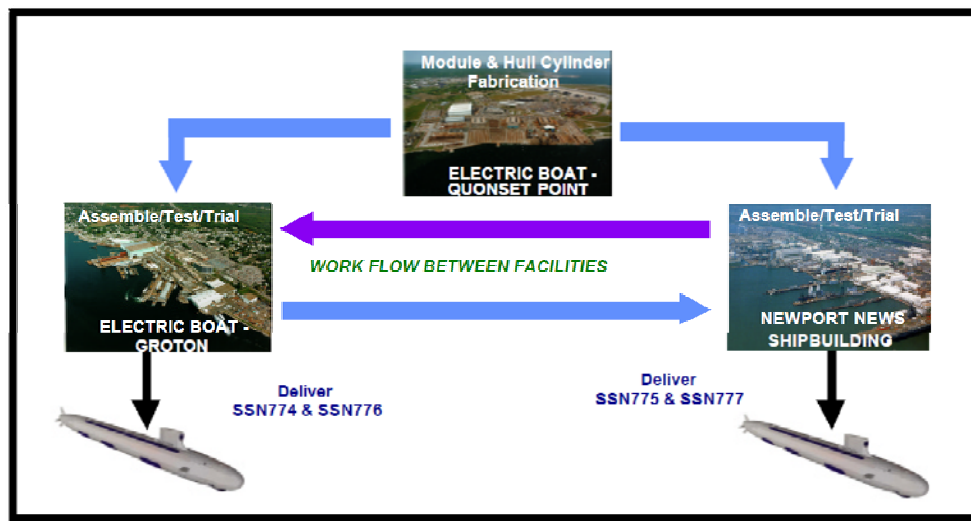 Module & Hull Cylinder
Fabrication
ELECTRIC BOAT -
QUONSET POINT
Assemble/Test/Trial
ELECTRIC BOAT -
GROTON
Assemble/Test/Trial
NEWPORT NEWS
SHIPBUILDING
WORK FLOW BETWEEN FACILITIES
Deliver
SSN774 & SSN776
Deliver
SSN775 & SSN777